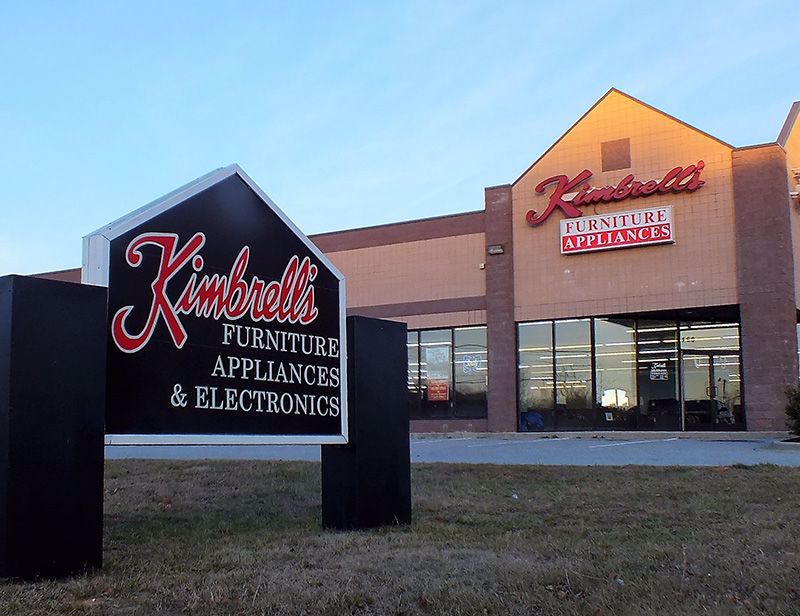 Kimbrell's
FURNITURE
APPLIANCES
& ELECTRONICS
Kimbrell's
FURNITURE
APPLIANCES